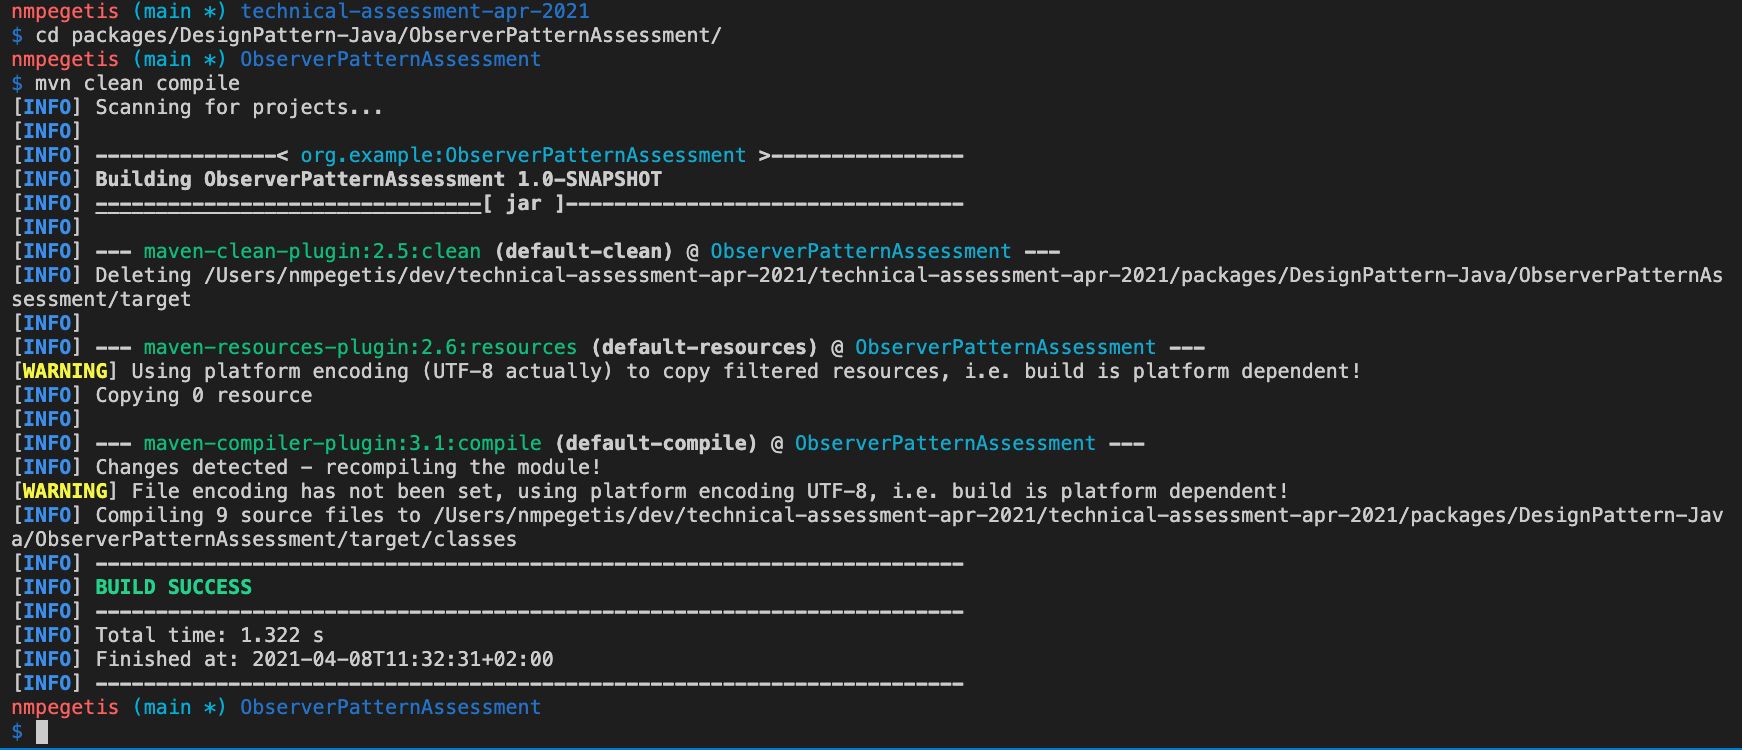 nmpegetis (main *) technical-assessment-apr-2021
$ cd packages/DesignPattern-Java/ObserverPatternAssessment/
nmpegetis (main *) ObserverPatternAssessment
$ mvn clean compile
[INFO] Scanning for projects...
[INFO]
[INFO] ---------------< org.example:ObserverPatternAssessment >----------------
[INFO] Building ObserverPatternAssessment 1.0-SNAPSHOT
[INFO] --------------------------------[ jar ]---------------------------------
[INFO]
[INFO] --- maven-clean-plugin:2.5:clean (default-clean) @ ObserverPatternAssessment ---
[INFO] Deleting /Users/nmpegetis/dev/technical-assessment-apr-2021/technical-assessment-apr-2021/packages/DesignPattern-Java/ObserverPatternAs
sessment/target
[INFO]
[INFO] --- maven-resources-plugin:2.6:resources (default-resources) @ ObserverPatternAssessment ---
[WARNING] Using platform encoding (UTF-8 actually) to copy filtered resources, i.e. build is platform dependent!
[INFO] Copying 0 resource
[INFO]
[INFO] --- maven-compiler-plugin:3.1:compile (default-compile) @ ObserverPatternAssessment ---
[INFO] Changes detected - recompiling the module!
[WARNING] File encoding has not been set, using platform encoding UTF-8, i.e. build is platform dependent!
[INFO] Compiling 9 source files to /Users/nmpegetis/dev/technical-assessment-apr-2021/technical-assessment-apr-2021/packages/DesignPattern-Jav
a/ObserverPatternAssessment/target/classes
[INFO] ------------------------------------------------------------------------
[INFO] BUILD SUCCESS
[INFO] ------------------------------------------------------------------------
[INFO] Total time: 1.322 s
[INFO] Finished at: 2021-04-08T11:32:31+02:00
[INFO] ------------------------------------------------------------------------
nmpegetis (main *) ObserverPatternAssessment
$